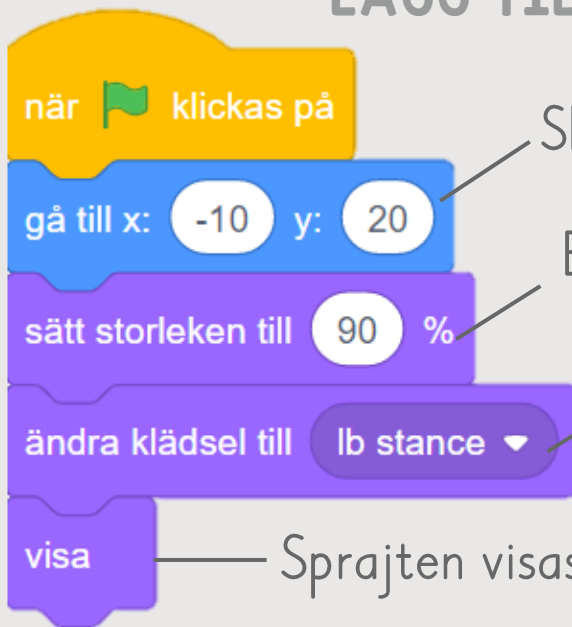 när klickas på
gå till x: -10 y: 20
sätt storleken till 90 %
ändra klädsel till lb stance
visa
Sprajten visas